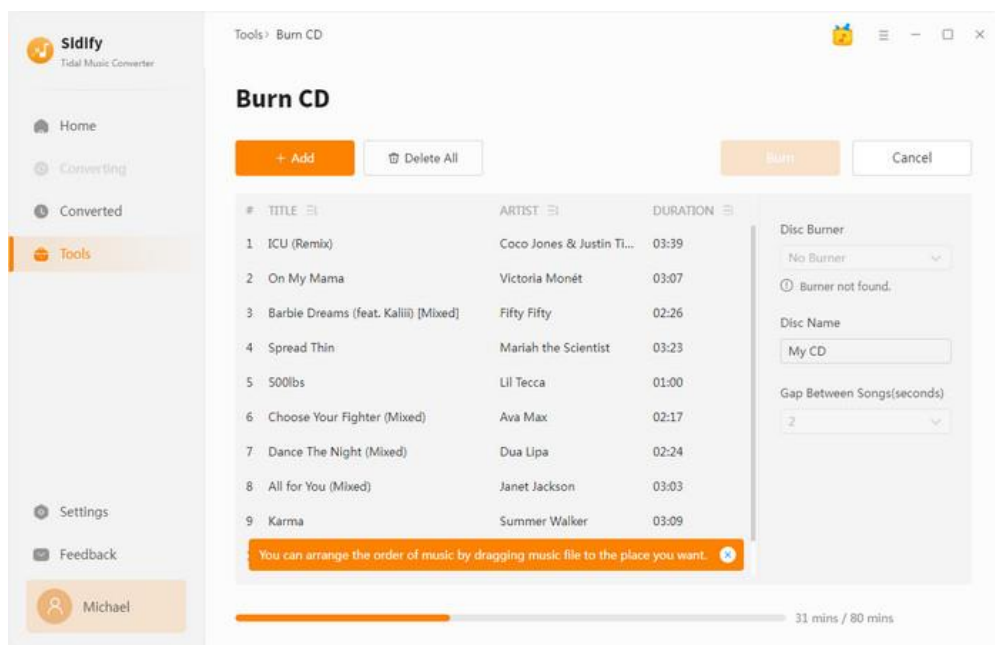 Sidify
Tidal Music Converter
Tools› Burn CD
Burn CD
Home
Converting
Converted
Tools
Settings
Feedback
Michael
+ Add
Delete All
Burn
Cancel
# TITLE ARTIST DURATION
1 ICU (Remix) Coco Jones & Justin Ti... 03:39
2 On My Mama Victoria Monét 03:07
3 Barbie Dreams (feat. Kaliii) [Mixed] Fifty Fifty 02:26
4 Spread Thin Mariah the Scientist 03:23
5 500lbs Lil Tecca 01:00
6 Choose Your Fighter (Mixed) Ava Max 02:17
7 Dance The Night (Mixed) Dua Lipa 02:24
8 All for You (Mixed) Janet Jackson 03:03
9 Karma Summer Walker 03:09
You can arrange the order of music by dragging music file to the place you want.
Disc Burner
No Burner
Burner not found.
Disc Name
My CD
Gap Between Songs(seconds)
2
31 mins / 80 mins